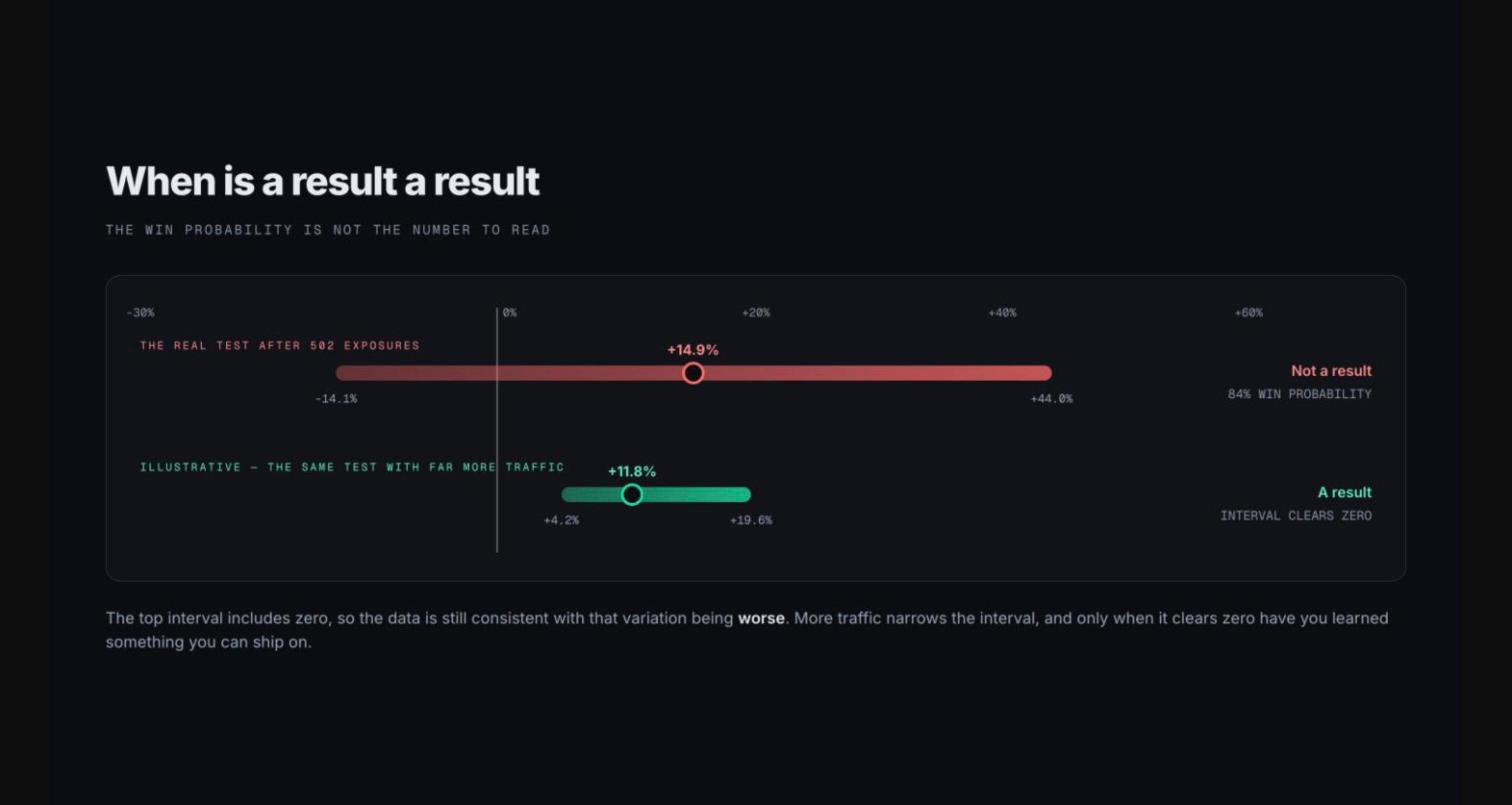 When is a result a result
THE WIN PROBABILITY IS NOT THE NUMBER TO READ
-30%
0%
+20%
+40%
+60%
THE REAL TEST AFTER 502 EXPOSURES
+14.9%
-14.1%
+44.0%
Not a result
84% WIN PROBABILITY
ILLUSTRATIVE – THE SAME TEST WITH FAR MORE TRAFFIC
+11.8%
+4.2%
+19.6%
A result
INTERVAL CLEARS ZERO
The top interval includes zero, so the data is still consistent with that variation being worse. More traffic narrows the interval, and only when it clears zero have you learned
something you can ship on.